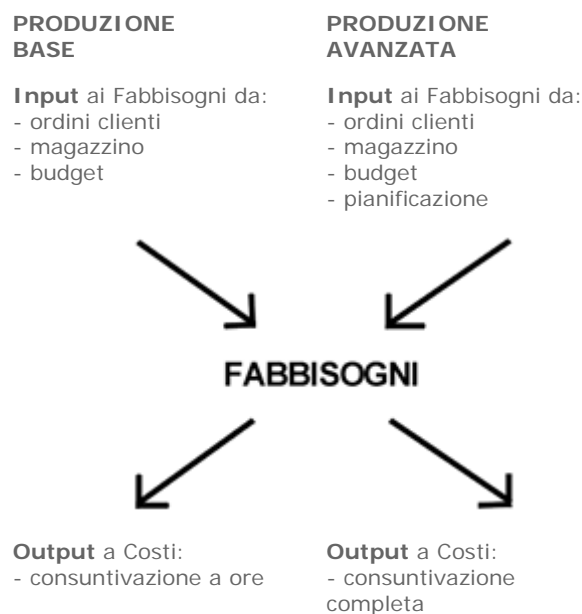 PRODUZIONE
BASE
Input ai Fabbisogni da:
- ordini clienti
- magazzino
- budget
PRODUZIONE
AVANZATA
Input ai Fabbisogni da:
- ordini clienti
- magazzino
- budget
- pianificazione
FABBISOGNI
Output a Costi:
- consuntivazione a ore
Output a Costi:
- consuntivazione
completa